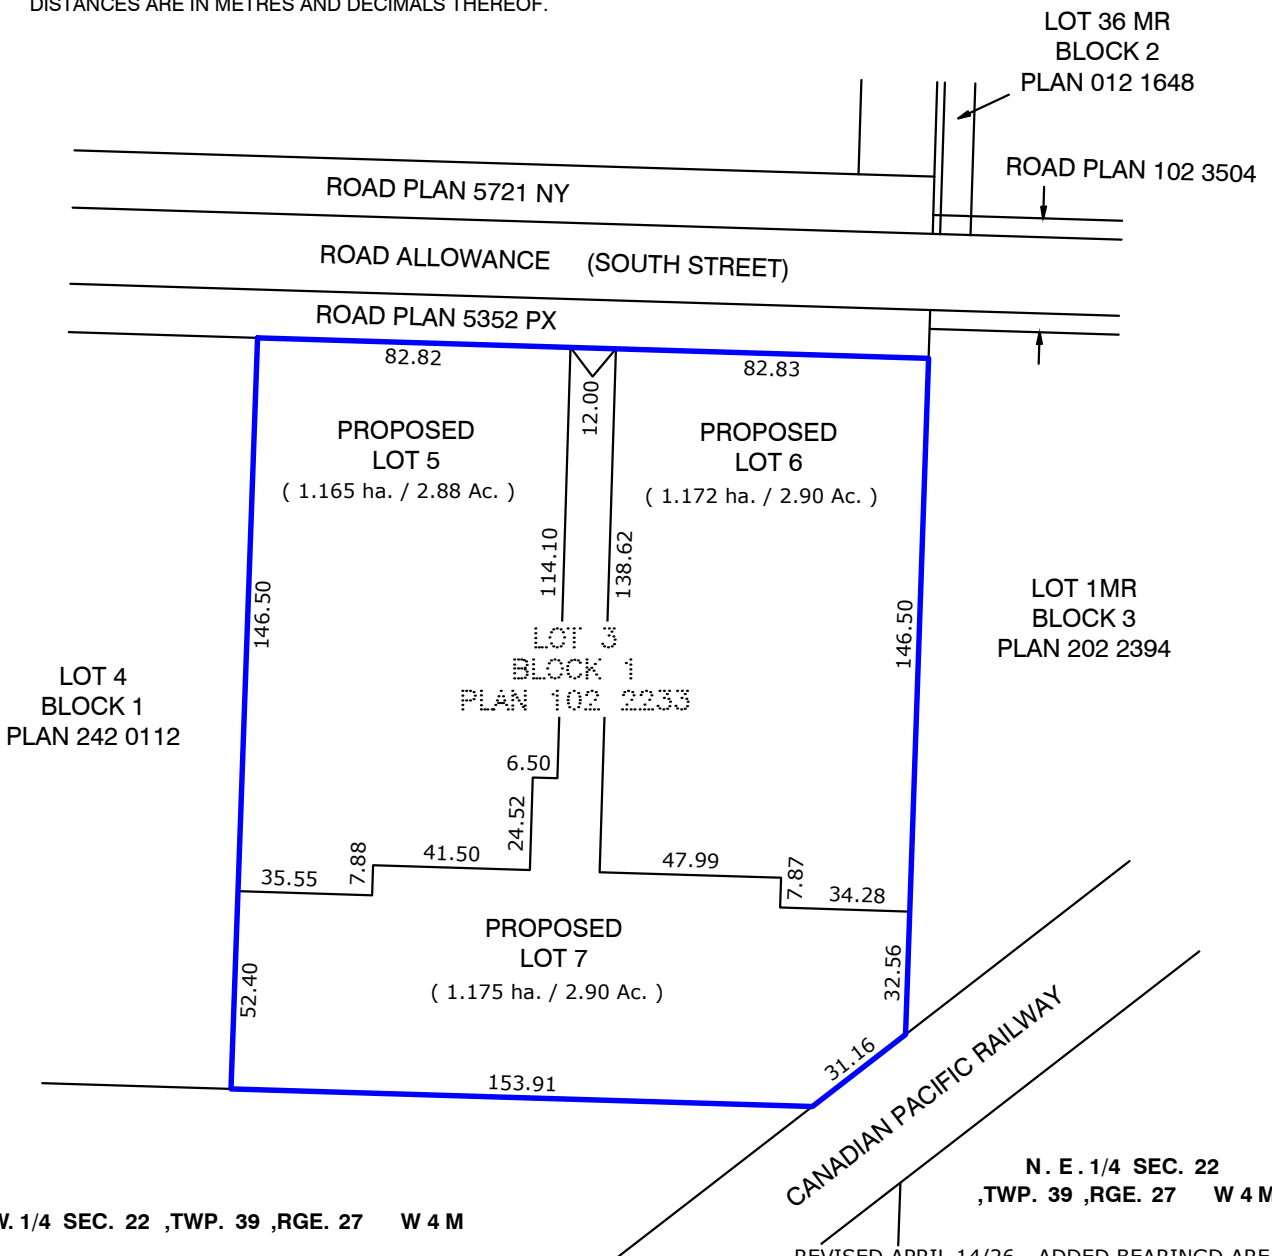 DISTANCES ARE IN METRES AND DECIMALS THEREOF.
LOT 36 MR
BLOCK 2
PLAN 012 1648
ROAD PLAN 102 3504
ROAD PLAN 5721 NY
ROAD ALLOWANCE (SOUTH STREET)
ROAD PLAN 5352 PX
82.82
82.83
12.00
PROPOSED
LOT 5
( 1.165 ha. / 2.88 Ac. )
PROPOSED
LOT 6
( 1.172 ha. / 2.90 Ac. )
114.10
138.62
146.50
146.50
LOT 1MR
BLOCK 3
PLAN 202 2394
LOT 3
BLOCK 1
PLAN 102 2233
LOT 4
BLOCK 1
PLAN 242 0112
6.50
24.52
41.50
7.88
35.55
47.99
7.87
34.28
PROPOSED
LOT 7
( 1.175 ha. / 2.90 Ac. )
52.40
32.56
31.16
153.91
CANADIAN PACIFIC RAILWAY
N. E. 1/4 SEC. 22
,TWP. 39 ,RGE. 27 W 4 M
W. 1/4 SEC. 22 ,TWP. 39 ,RGE. 27 W 4 M
REVISED APRIL 14/26 ADDED BEARINGD ARE